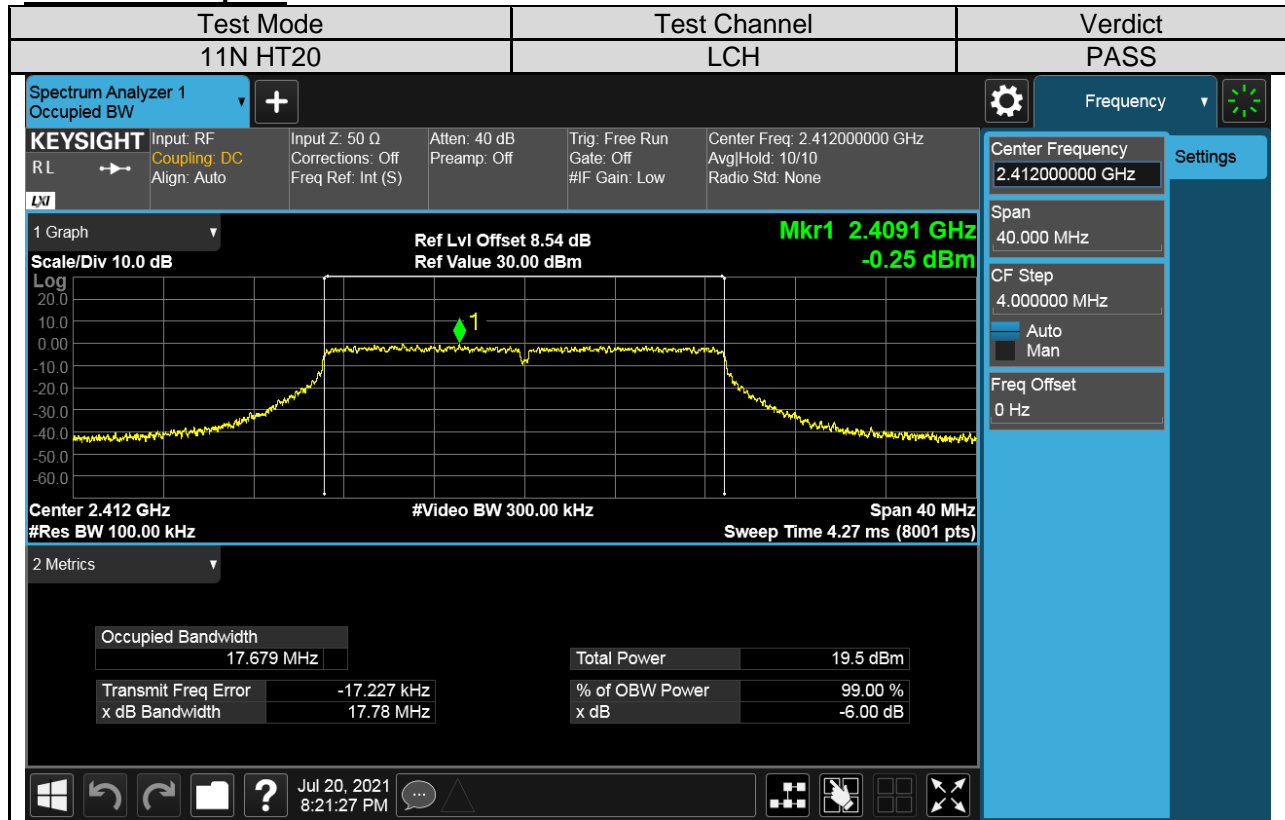 Test Mode Test Channel Verdict
11N HT20 LCH PASS
Spectrum Analyzer 1
Occupied BW
Frequency
KEYSIGHT Input: RF Input Z: 50 Ω Atten: 40 dB Trig: Free Run Center Freq: 2.412000000 GHz
RL Coupling: DC Corrections: Off Preamp: Off Gate: Off Avg|Hold: 10/10
Align: Auto Freq Ref: Int (S) #IF Gain: Low Radio Std: None
LXI
Center Frequency
2.412000000 GHz
Settings
Span
40.000 MHz
CF Step
4.000000 MHz
Auto
Man
Freq Offset
0 Hz
1 Graph Ref Lvl Offset 8.54 dB Mkr1 2.4091 GHz
Scale/Div 10.0 dB Ref Value 30.00 dBm -0.25 dBm
Log
20.0
10.0
1
0.00
-10.0
-20.0
-30.0
-40.0
-50.0
-60.0
Center 2.412 GHz #Video BW 300.00 kHz Span 40 MHz
#Res BW 100.00 kHz Sweep Time 4.27 ms (8001 pts)
2 Metrics
Occupied Bandwidth
17.679 MHz Total Power 19.5 dBm
Transmit Freq Error -17.227 kHz % of OBW Power 99.00 %
x dB Bandwidth 17.78 MHz x dB -6.00 dB
? Jul 20, 2021
8:21:27 PM